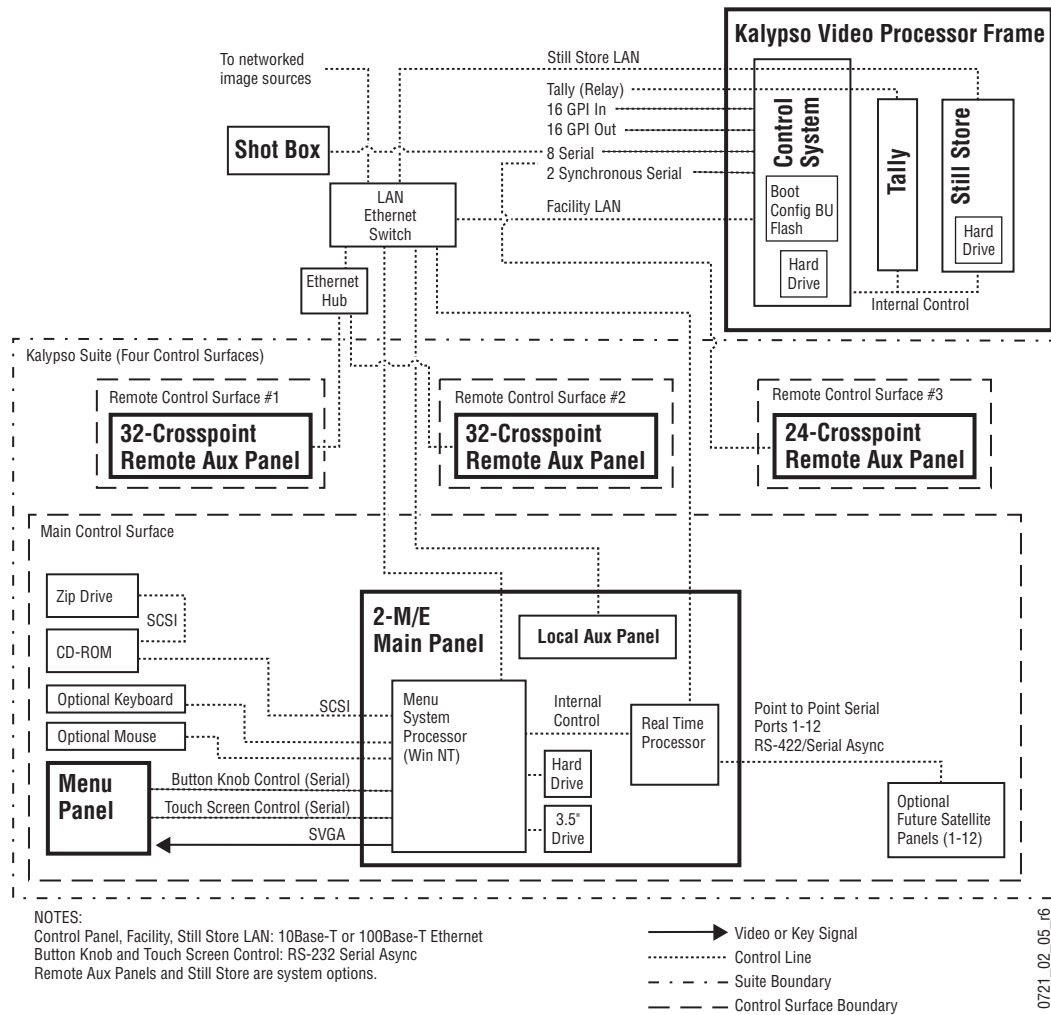 Kalypso Video Processor Frame
To networked
image sources
Still Store LAN
Tally (Relay)
16 GPI In
16 GPI Out
8 Serial
2 Synchronous Serial
Facility LAN
Shot Box
LAN
Ethernet
Switch
Ethernet
Hub
Control
System
Boot
Config BU
Flash
Hard
Drive
Tally
Still Store
Hard
Drive
Internal Control
Kalypso Suite (Four Control Surfaces)
Remote Control Surface #1
32-Crosspoint
Remote Aux Panel
Remote Control Surface #2
32-Crosspoint
Remote Aux Panel
Remote Control Surface #3
24-Crosspoint
Remote Aux Panel
Main Control Surface
Zip Drive
SCSI
CD-ROM
Optional Keyboard
Optional Mouse
SCSI
Menu
Panel
Button Knob Control (Serial)
Touch Screen Control (Serial)
SVGA
2-M/E
Main Panel
Local Aux Panel
Menu
System
Processor
(Win NT)
Internal
Control
Hard
Drive
3.5"
Drive
Real Time
Processor
Point to Point Serial
Ports 1-12
RS-422/Serial Async
Optional
Future Satellite
Panels (1-12)
NOTES:
Control Panel, Facility, Still Store LAN: 10Base-T or 100Base-T Ethernet
Button Knob and Touch Screen Control: RS-232 Serial Async
Remote Aux Panels and Still Store are system options.
Video or Key Signal
Control Line
Suite Boundary
Control Surface Boundary
0721_02_05_r6